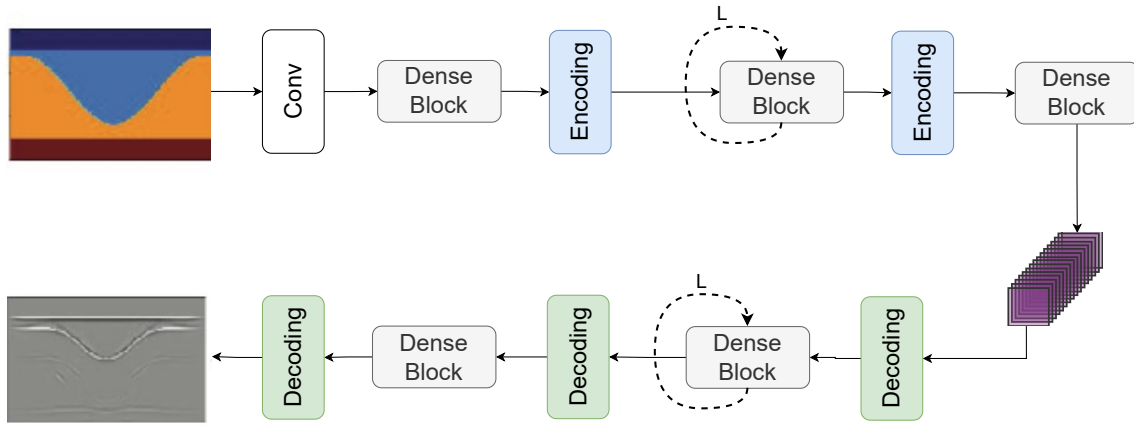 L
Conv
Dense
Block
Encoding
Dense
Block
Encoding
Dense
Block
L
Decoding
Dense
Block
Decoding
Dense
Block
Decoding